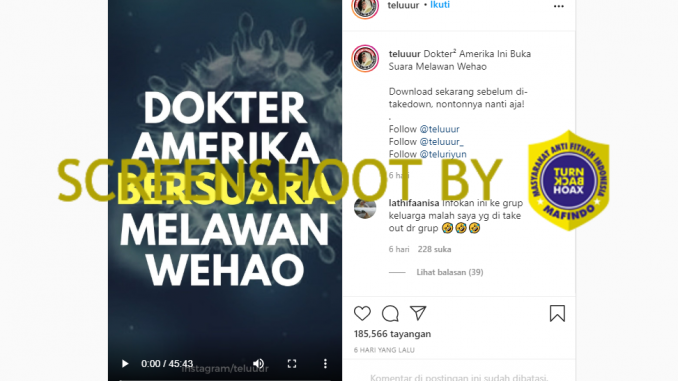 teluuur • Ikuti
DOKTER
AMERIKA
BERSUARA
MELAWAN
WEHAO
0:00 / 45:43
instagram/teluuur
teluuur Dokter² Amerika Ini Buka
Suara Melawan Wehao
Download sekarang sebelum di-
takedown, nontonnya nanti aja!
.
Follow @teluuur
Follow @teluuur_
Follow @teluriyun
6 hari
lathifaanisa Infokan ini ke grup
keluarga malah saya yg di take
out dr grup 🤣🤣🤣
6 hari 228 suka
Lihat balasan (39)
185,566 tayangan
6 HARI YANG LALU
Komentar di postingan ini sudah dibatasi.
SCREENSHOOT BY
MASYARAKAT ANTI FITNAH INDONESIA
TURN
BACK
HOAX
MAFINDO